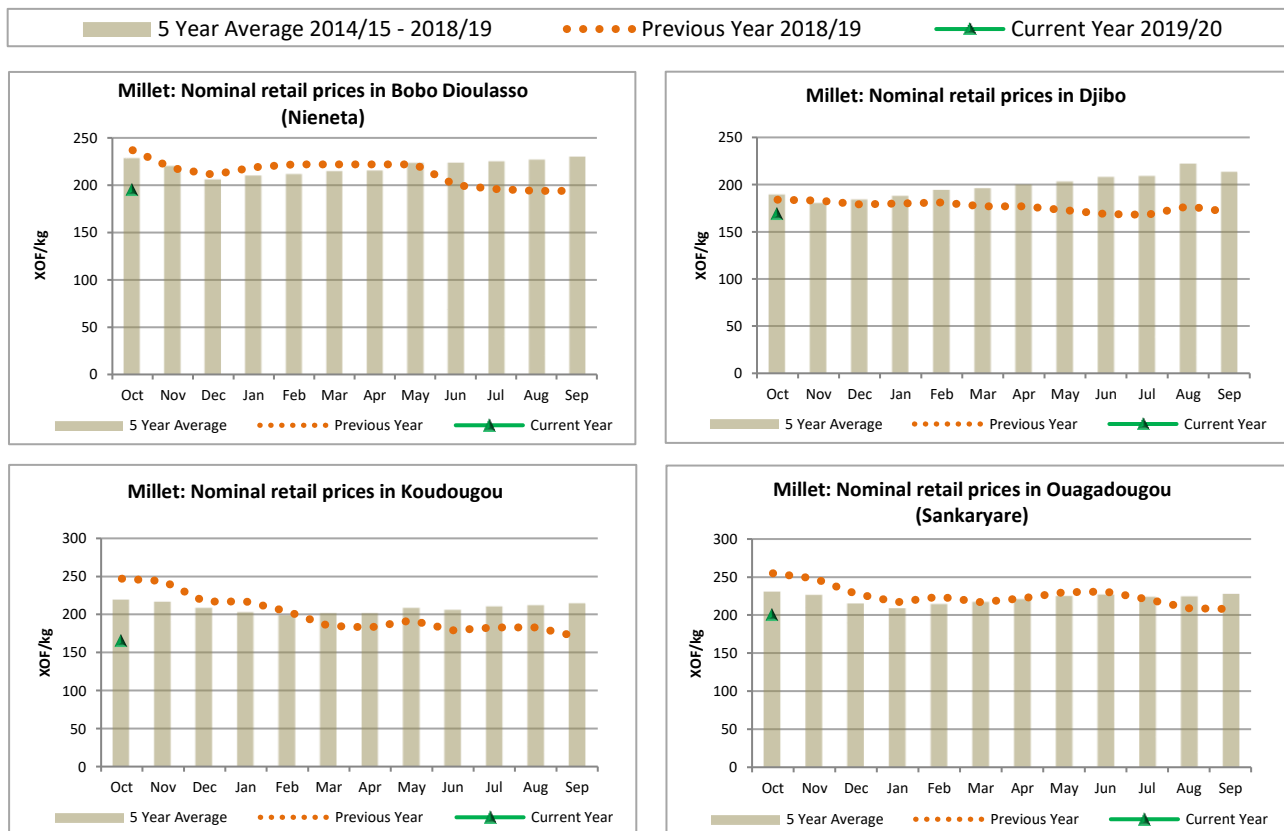 5 Year Average 2014/15 - 2018/19 Previous Year 2018/19 Current Year 2019/20
Millet: Nominal retail prices in Bobo Dioulasso
(Nieneta)
250
200
150
100
50
0
XOF/kg
Oct Nov Dec Jan Feb Mar Apr May Jun Jul Aug Sep
5 Year Average Previous Year Current Year
Millet: Nominal retail prices in Djibo
250
200
150
100
50
0
XOF/kg
Oct Nov Dec Jan Feb Mar Apr May Jun Jul Aug Sep
5 Year Average Previous Year Current Year
Millet: Nominal retail prices in Koudougou
300
250
200
150
100
50
0
XOF/kg
Oct Nov Dec Jan Feb Mar Apr May Jun Jul Aug Sep
5 Year Average Previous Year Current Year
Millet: Nominal retail prices in Ouagadougou
(Sankaryare)
300
250
200
150
100
50
0
XOF/kg
Oct Nov Dec Jan Feb Mar Apr May Jun Jul Aug Sep
5 Year Average Previous Year Current Year